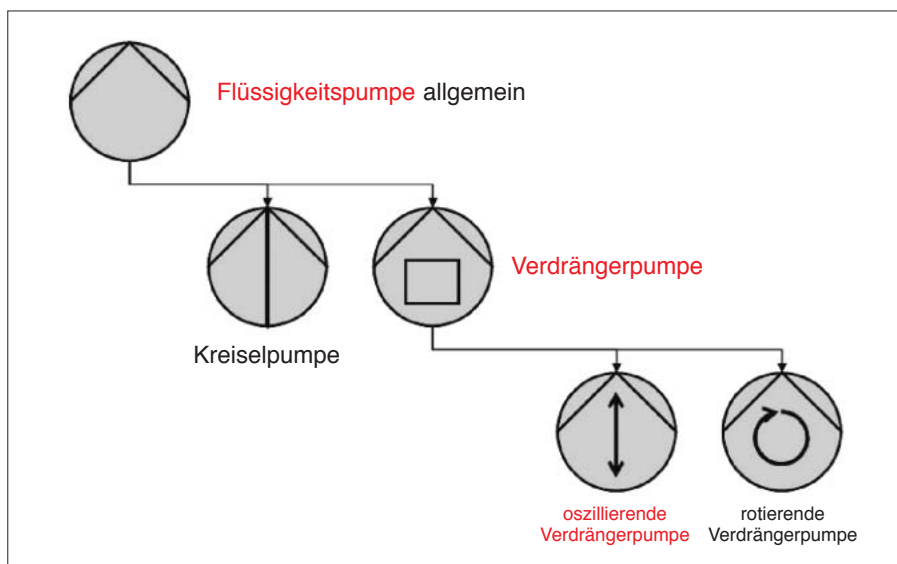 Flüssigkeitspumpe allgemein
Verdrängerpumpe
Kreiselpumpe
oszillierende
Verdrängerpumpe
rotierende
Verdrängerpumpe